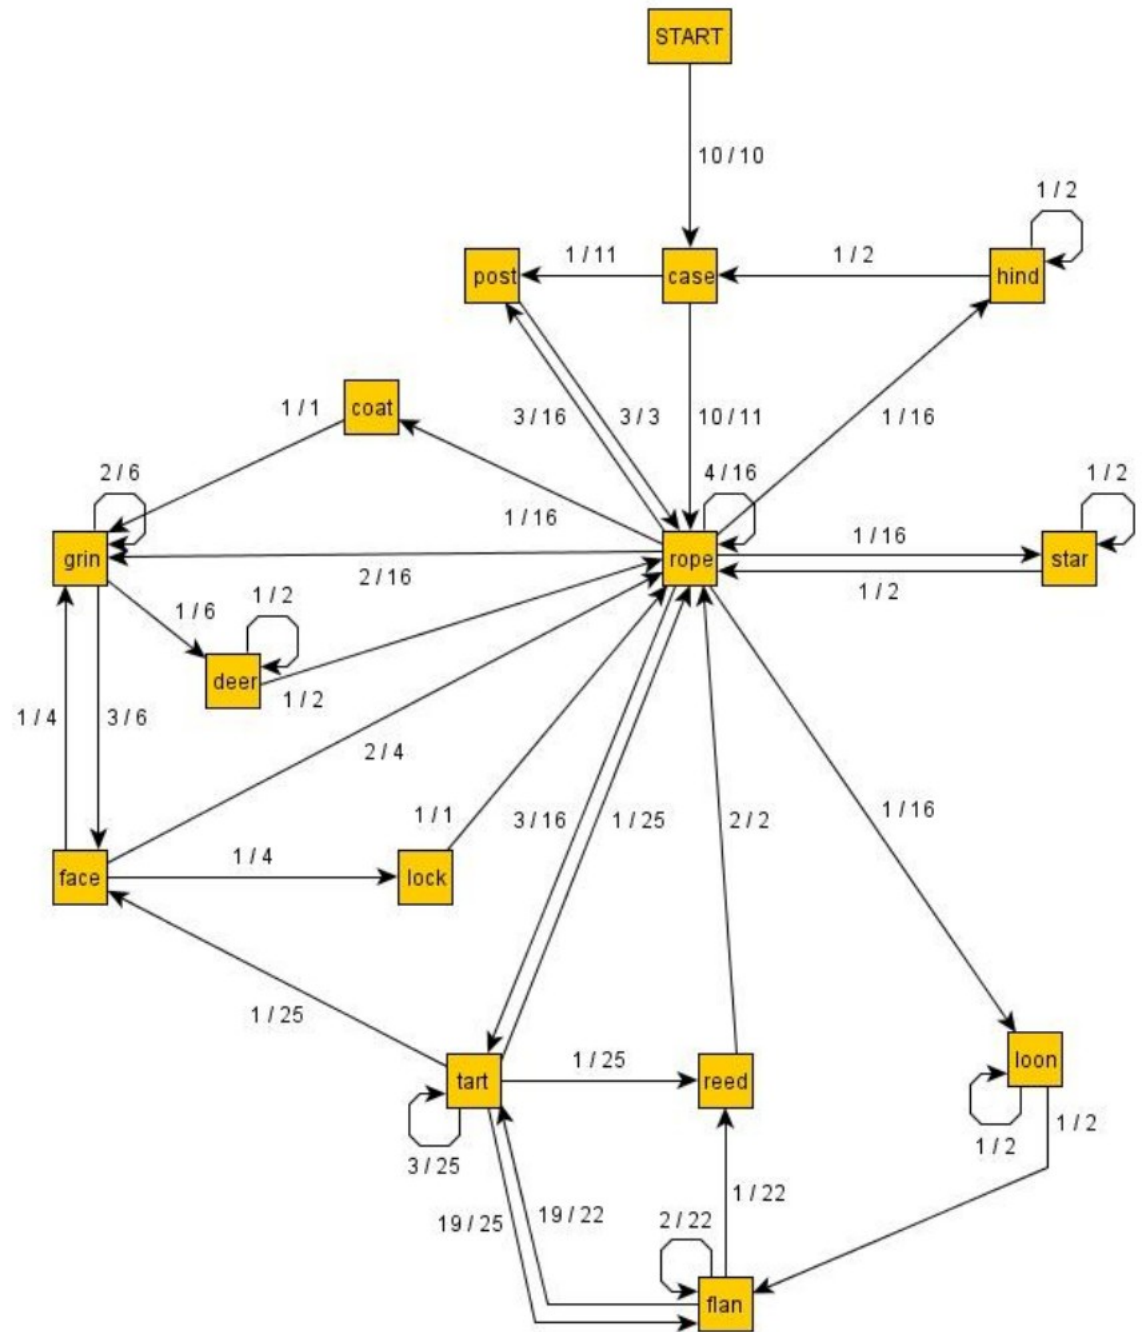 START
10 / 10
1 / 2
post
1 / 11
case
1 / 2
hind
coat
1 / 1
3 / 16
3 / 3
10 / 11
1 / 16
2 / 6
4 / 16
1 / 2
grin
1 / 16
rope
1 / 16
star
2 / 16
1 / 2
1 / 6
1 / 2
deer
1 / 2
1 / 4
3 / 6
2 / 4
1 / 1
3 / 16
1 / 25
2 / 2
1 / 16
face
1 / 4
lock
1 / 25
tart
1 / 25
reed
loon
3 / 25
1 / 2
1 / 2
19 / 25
19 / 22
2 / 22
1 / 22
flan